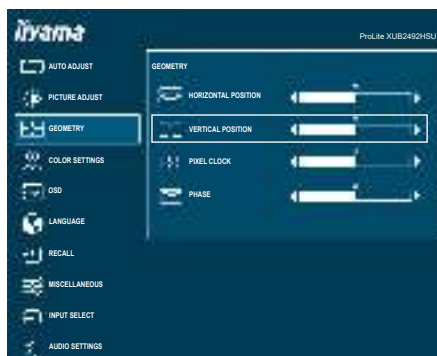 iiyama
ProLite XUB2492HSU
AUTO ADJUST
PICTURE ADJUST
GEOMETRY
COLOR SETTINGS
OSD
LANGUAGE
RECALL
MISCELLANEOUS
INPUT SELECT
AUDIO SETTINGS
GEOMETRY
HORIZONTAL POSITION
VERTICAL POSITION
PIXEL CLOCK
PHASE